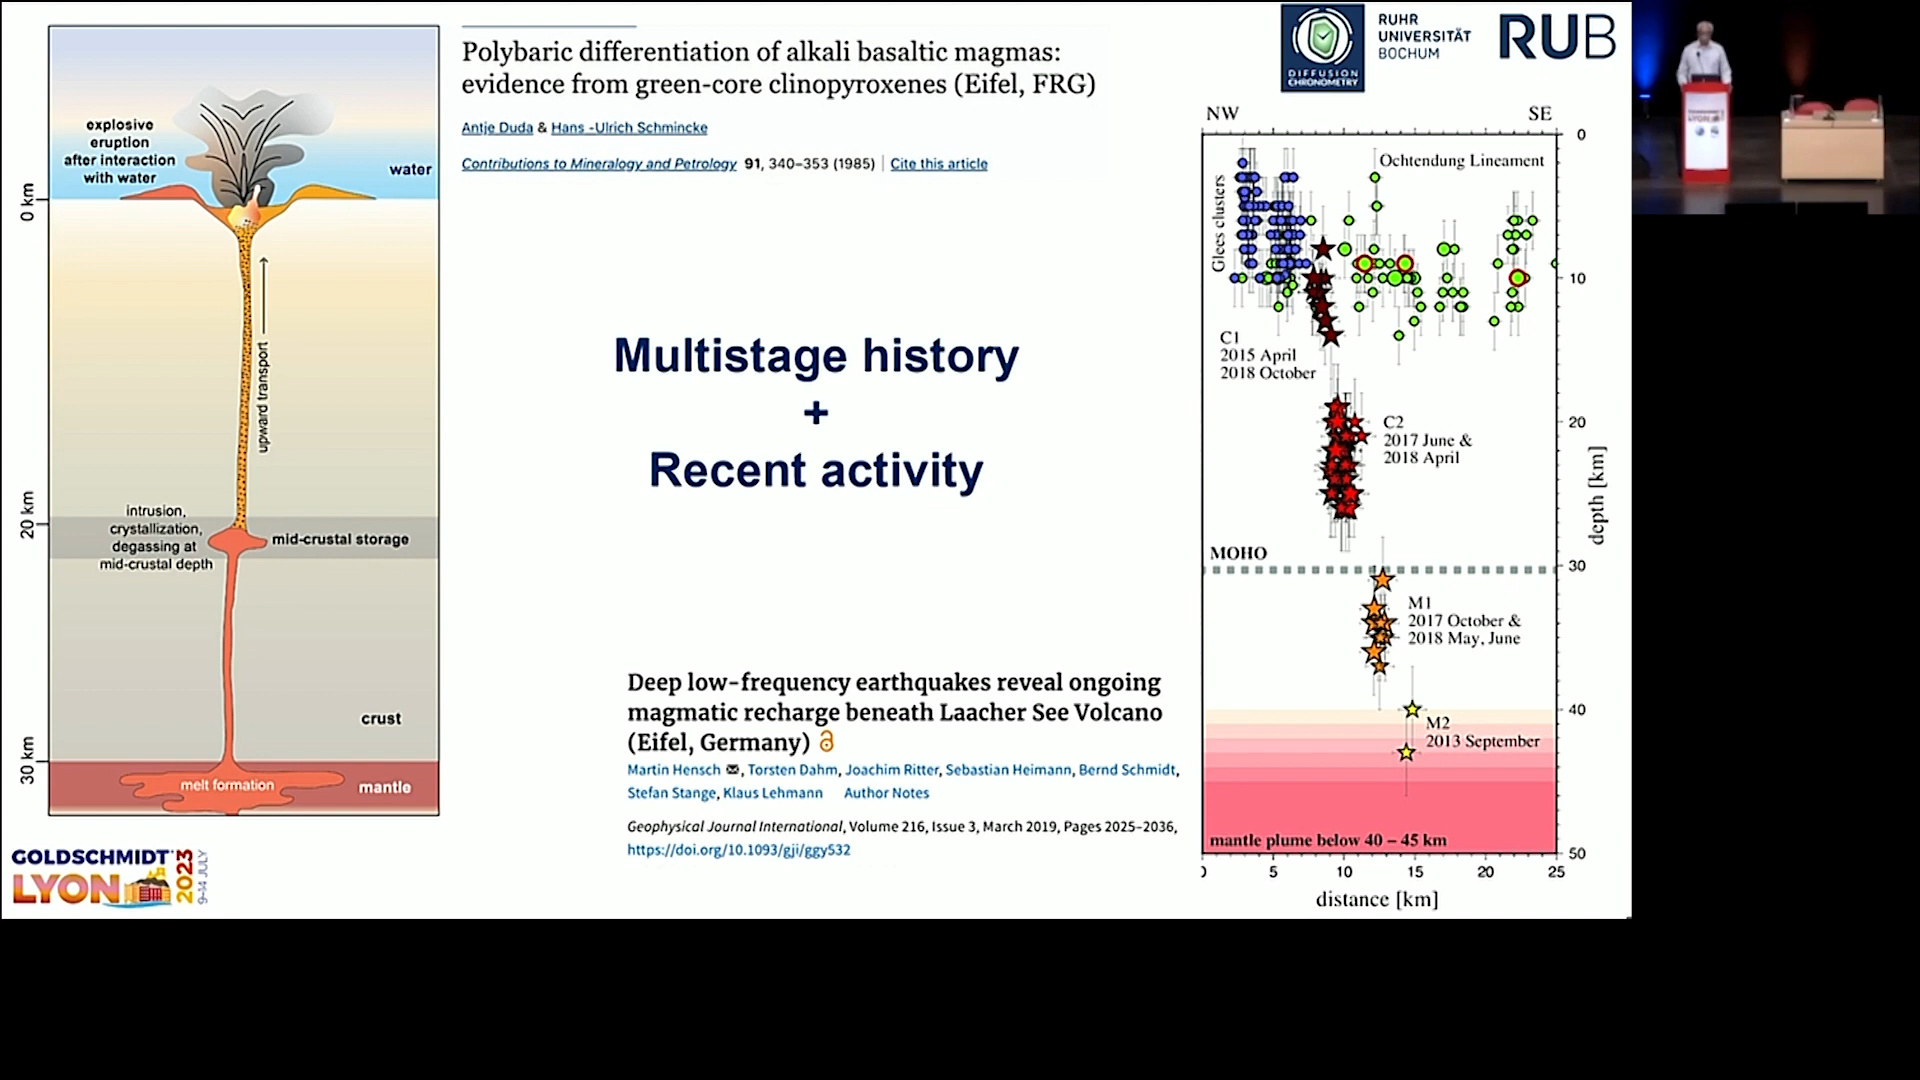 explosive
eruption
after interaction
with water
water
0 km
upward transport
20 km
intrusion,
crystallization,
degassing at
mid-crustal depth
mid-crustal storage
crust
30 km
melt formation
mantle
GOLDSCHMIDT
LYON
2023
9-14 JULY
Polybaric differentiation of alkali basaltic magmas:
evidence from green-core clinopyroxenes (Eifel, FRG)
Antje Duda & Hans -Ulrich Schmincke
Contributions to Mineralogy and Petrology 91, 340–353 (1985) | Cite this article
Multistage history
+
Recent activity
Deep low-frequency earthquakes reveal ongoing
magmatic recharge beneath Laacher See Volcano
(Eifel, Germany)
Martin Hensch, Torsten Dahm, Joachim Ritter, Sebastian Heimann, Bernd Schmidt,
Stefan Stange, Klaus Lehmann Author Notes
Geophysical Journal International, Volume 216, Issue 3, March 2019, Pages 2025–2036,
https://doi.org/10.1093/gji/ggy532
DIFFUSION
CHRONOMETRY
RUHR
UNIVERSITÄT
BOCHUM
RUB
NW SE
0
Ochtendung Lineament
Glees clusters
10
C1
2015 April
2018 October
20
C2
2017 June &
2018 April
depth [km]
MOHO
30
M1
2017 October &
2018 May, June
40
M2
2013 September
mantle plume below 40 – 45 km
50
0 5 10 15 20 25
distance [km]
LYON